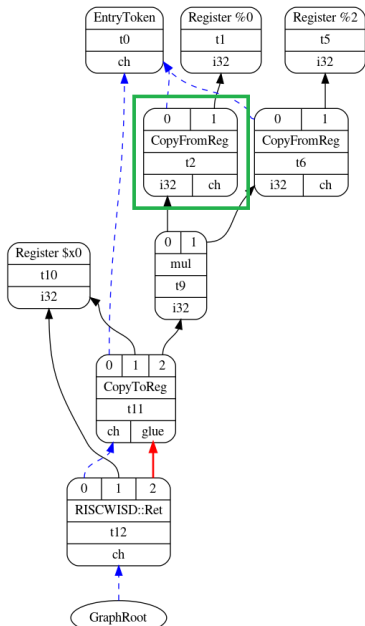 EntryToken
t0
ch
Register %0
t1
i32
Register %2
t5
i32
0 1
CopyFromReg
t2
i32 ch
0 1
CopyFromReg
t6
i32 ch
0 1
mul
t9
i32
Register $x0
t10
i32
0 1 2
CopyToReg
t11
ch glue
0 1 2
RISCWISD::Ret
t12
ch
GraphRoot